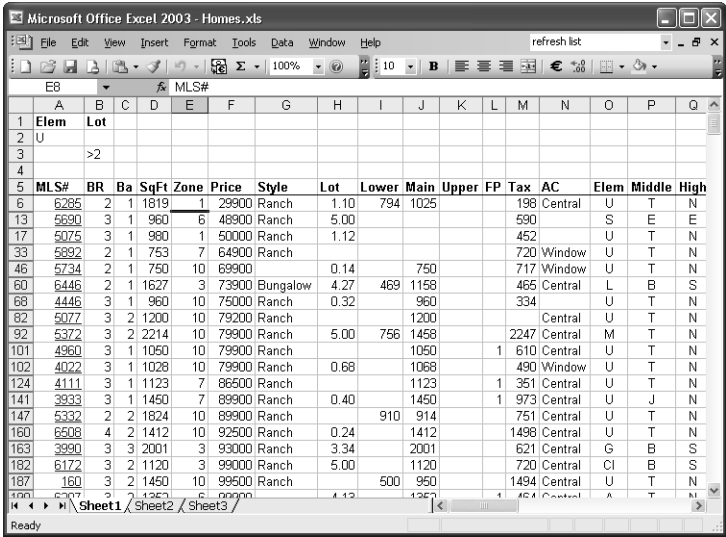 Microsoft Office Excel 2003 - Homes.xls
File Edit View Insert Format Tools Data Window Help refresh list
100% 10 B
E8 fx MLS#
A B C D E F G H I J K L M N O P Q
1 Elem Lot
2 U
3 >2
4
5 MLS# BR Ba SqFt Zone Price Style Lot Lower Main Upper FP Tax AC Elem Middle High
6 6285 2 1 1819 1 29900 Ranch 1.10 794 1025 198 Central U T N
13 5690 3 1 960 6 48900 Ranch 5.00 590 S E E
17 5075 3 1 980 1 50000 Ranch 1.12 452 U T N
33 5892 2 1 753 7 64900 Ranch 720 Window U T N
46 5734 2 1 750 10 69900 0.14 750 717 Window U T N
60 6446 2 1 1627 3 73900 Bungalow 4.27 469 1158 465 Central L B S
68 4446 3 1 960 10 75000 Ranch 0.32 960 334 U T N
82 5077 3 2 1200 10 79200 Ranch 1200 Central U T N
92 5372 3 2 2214 10 79900 Ranch 5.00 756 1458 2247 Central M T N
101 4960 3 1 1050 10 79900 Ranch 1050 1 610 Central U T N
102 4022 3 1 1028 10 79900 Ranch 0.68 1068 490 Window U T N
124 4111 3 1 1123 7 86500 Ranch 1123 1 351 Central U T N
141 3933 3 1 1450 7 89900 Ranch 0.40 1450 1 973 Central U J N
147 5332 2 2 1824 10 89900 Ranch 910 914 751 Central U T N
160 6508 4 2 1412 10 92500 Ranch 0.24 1412 1498 Central U T N
163 3990 3 3 2001 3 93000 Ranch 3.34 2001 621 Central G B S
182 6172 3 2 1120 3 99000 Ranch 5.00 1120 720 Central CI B S
187 160 3 2 1450 10 99500 Ranch 500 950 1494 Central U T N
Sheet1 Sheet2 Sheet3
Ready